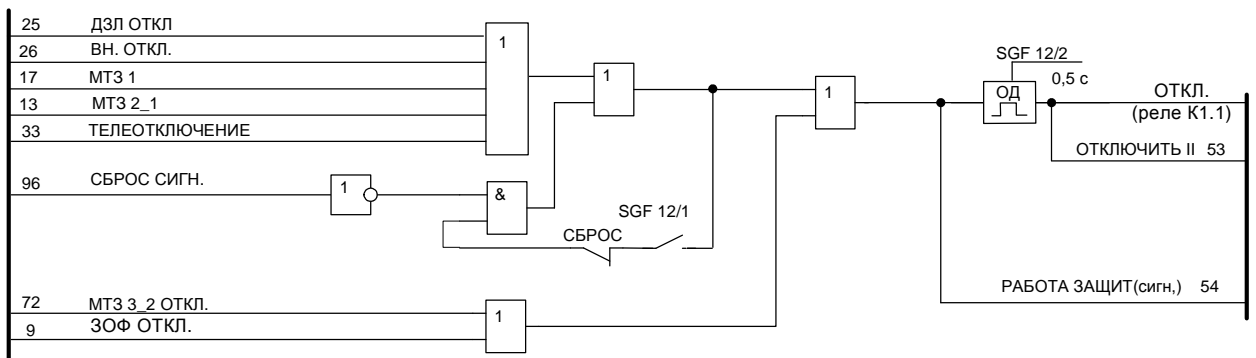 25 ДЗЛ ОТКЛ
26 ВН. ОТКЛ.
17 МТЗ 1
13 МТЗ 2_1
33 ТЕЛЕОТКЛЮЧЕНИЕ
1
1
1
SGF 12/2
0,5 с
ОД
ОТКЛ.
(реле К1.1)
ОТКЛЮЧИТЬ II 53
96 СБРОС СИГН.
1
&
SGF 12/1
СБРОС
РАБОТА ЗАЩИТ(сигн,) 54
72 МТЗ 3_2 ОТКЛ.
9 ЗОФ ОТКЛ.
1